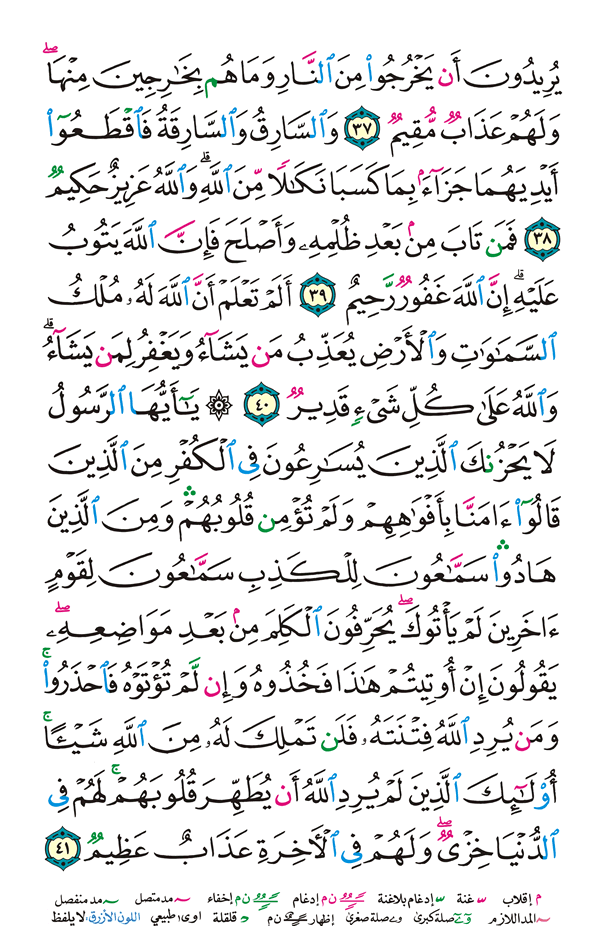 يُرِيدُونَ أَن يَخْرُجُوا۟ مِنَ ٱلنَّارِ وَمَا هُم بِخَـٰرِجِينَ مِنْهَا ۖ
وَلَهُمْ عَذَابٌ مُّقِيمٌ ٣٧ وَٱلسَّارِقُ وَٱلسَّارِقَةُ فَٱقْطَعُوٓا۟
أَيْدِيَهُمَا جَزَآءًۢ بِمَا كَسَبَا نَكَـٰلًا مِّنَ ٱللَّهِ ۗ وَٱللَّهُ عَزِيزٌ حَكِيمٌ
٣٨ فَمَن تَابَ مِنۢ بَعْدِ ظُلْمِهِۦ وَأَصْلَحَ فَإِنَّ ٱللَّهَ يَتُوبُ
عَلَيْهِ ۗ إِنَّ ٱللَّهَ غَفُورٌ رَّحِيمٌ ٣٩ أَلَمْ تَعْلَمْ أَنَّ ٱللَّهَ لَهُۥ مُلْكُ
ٱلسَّمَـٰوَٰتِ وَٱلْأَرْضِ يُعَذِّبُ مَن يَشَآءُ وَيَغْفِرُ لِمَن يَشَآءُ ۗ
وَٱللَّهُ عَلَىٰ كُلِّ شَىْءٍ قَدِيرٌ ٤٠ ۞ يَـٰٓأَيُّهَا ٱلرَّسُولُ
لَا يَحْزُنكَ ٱلَّذِينَ يُسَـٰرِعُونَ فِى ٱلْكُفْرِ مِنَ ٱلَّذِينَ
قَالُوٓا۟ ءَامَنَّا بِأَفْوَٰهِهِمْ وَلَمْ تُؤْمِن قُلُوبُهُمْ ۛ وَمِنَ ٱلَّذِينَ
هَادُوا۟ ۛ سَمَّـٰعُونَ لِلْكَذِبِ سَمَّـٰعُونَ لِقَوْمٍ
ءَاخَرِينَ لَمْ يَأْتُوكَ ۖ يُحَرِّفُونَ ٱلْكَلِمَ مِنۢ بَعْدِ مَوَاضِعِهِۦ ۖ
يَقُولُونَ إِنْ أُوتِيتُمْ هَـٰذَا فَخُذُوهُ وَإِن لَّمْ تُؤْتَوْهُ فَٱحْذَرُوا۟ ۚ
وَمَن يُرِدِ ٱللَّهُ فِتْنَتَهُۥ فَلَن تَمْلِكَ لَهُۥ مِنَ ٱللَّهِ شَيْـًٔا ۚ
أُو۟لَـٰٓئِكَ ٱلَّذِينَ لَمْ يُرِدِ ٱللَّهُ أَن يُطَهِّرَ قُلُوبَهُمْ ۚ لَهُمْ فِى
ٱلدُّنْيَا خِزْىٌ ۖ وَلَهُمْ فِى ٱلْـَٔاخِرَةِ عَذَابٌ عَظِيمٌ ٤١
م إقلاب غنة إدغام بلاغنة ن م إدغام ن م إخفاء مد متصل مد منفصل
المد اللازم صلة كبرى صلة صغرى إظهار ن م قلقلة اوى؛ طبيعي اللون الأزرق: لا يلفظ